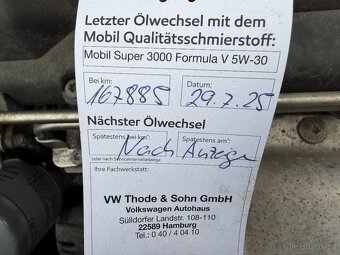 Letzter Ölwechsel mit dem
Mobil Qualitätsschmierstoff:
Mobil Super 3000 Formula V 5W-30
Bei km: Datum:
167885 29.7.25
Nächster Ölwechsel
Spätestens bei km*: Spätestens am*:
Nach Anzeige
*oder nach Serviceintervallanzeige
Ihre Fachwerkstatt:
VW Thode & Sohn GmbH
Volkswagen Autohaus
Sülldorfer Landstr. 108-110
22589 Hamburg
Tel.: 0 40 / 4 04 10